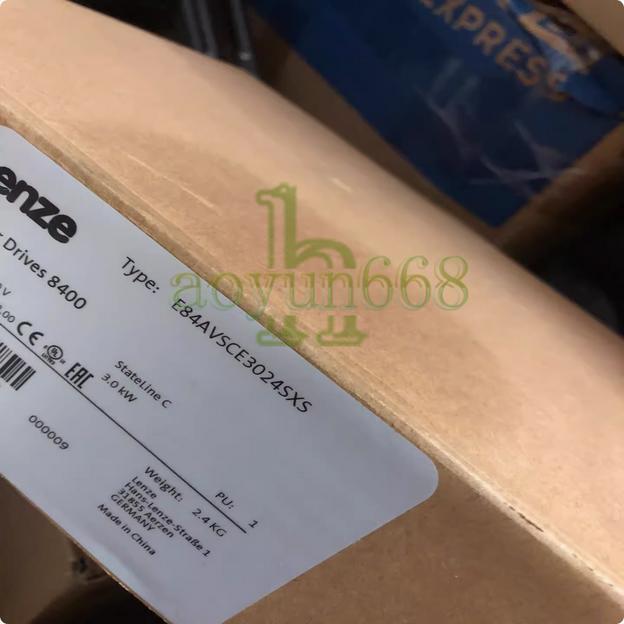 EXPRESS
enze
Drives 8400
Type: E84AVSCE3024SXS
StateLine C
3.0 kW
000009
PU: 1
Weight: 2.4 KG
Lenze
Hans-Lenze-Straße 1
31855 Aerzen
GERMANY
Made in China
aoyun668